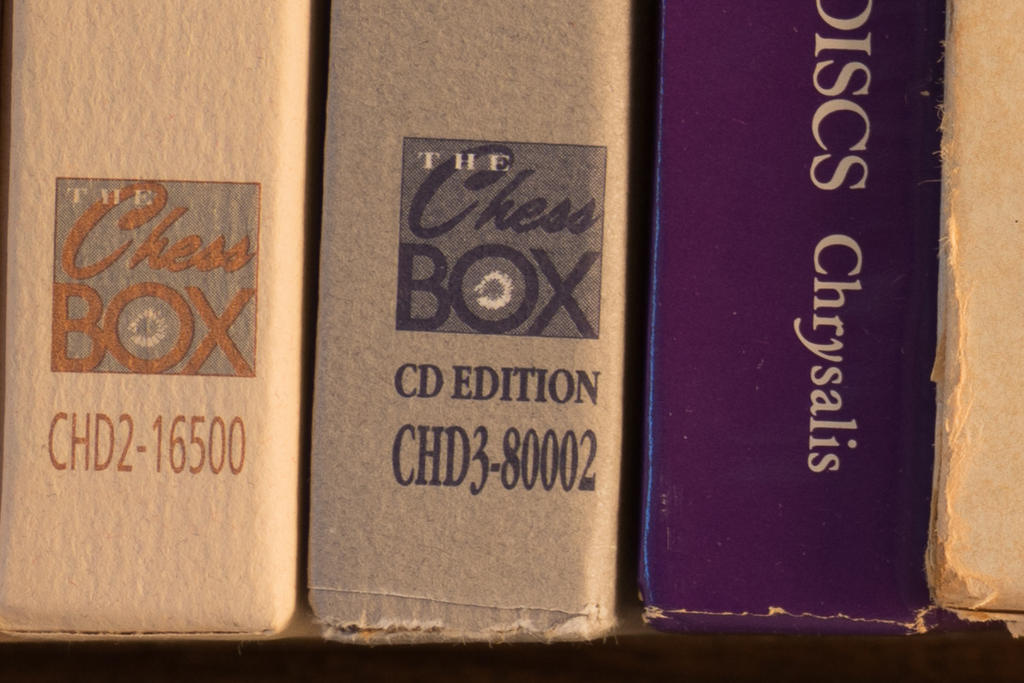 THE
Chess
BOX
CHD2-16500
THE
Chess
BOX
CD EDITION
CHD3-80002
DISCS Chrysalis